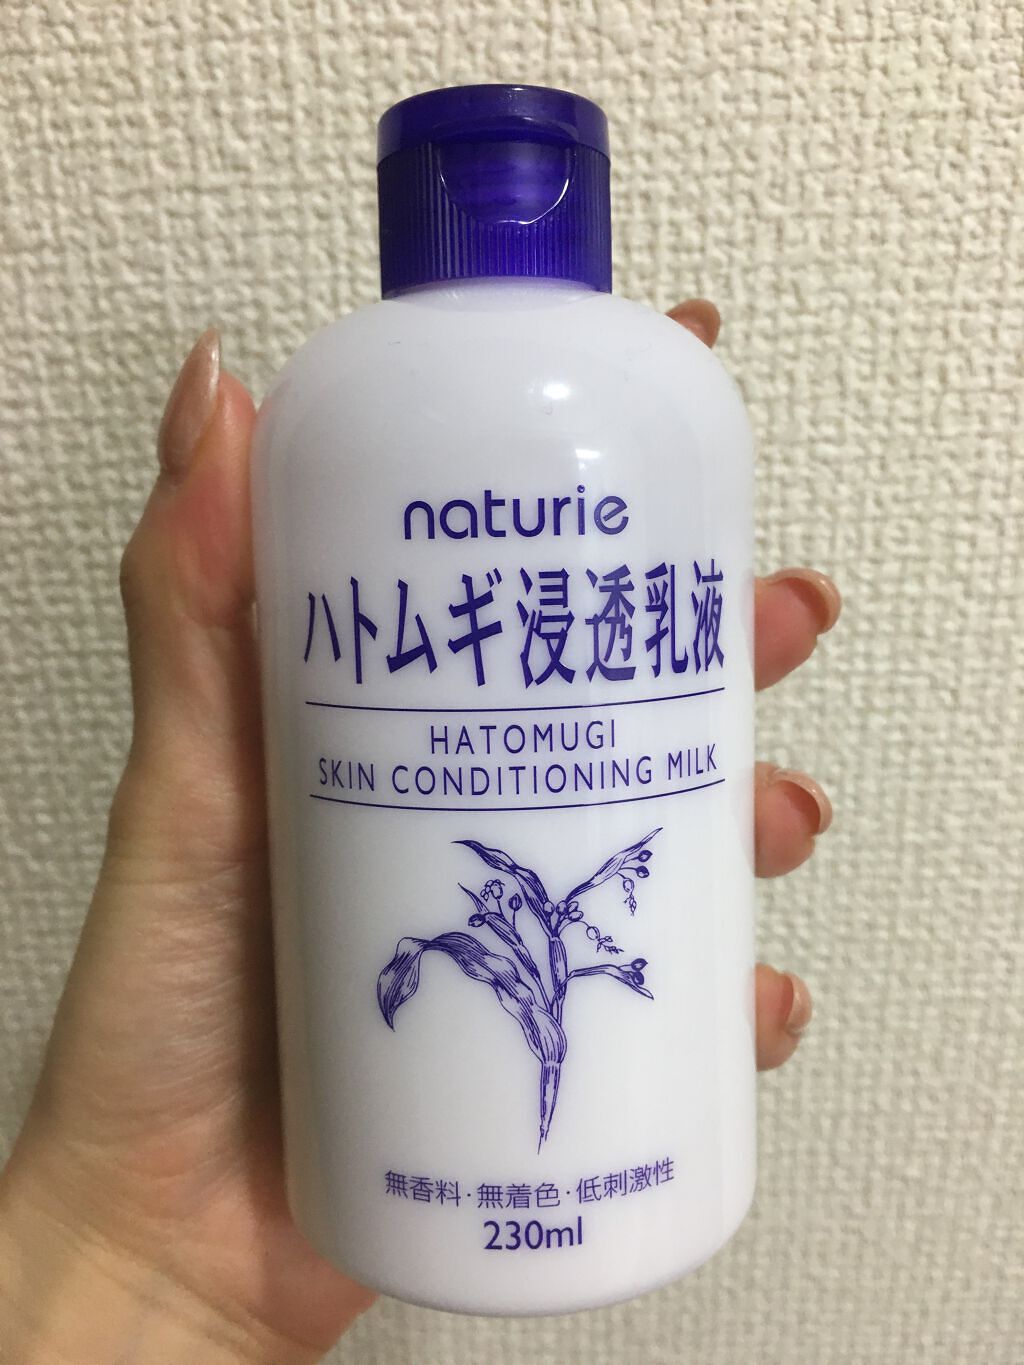 naturie
ハトムギ浸透乳液
HATOMUGI
SKIN CONDITIONING MILK
無香料・無着色・低刺激性
230ml